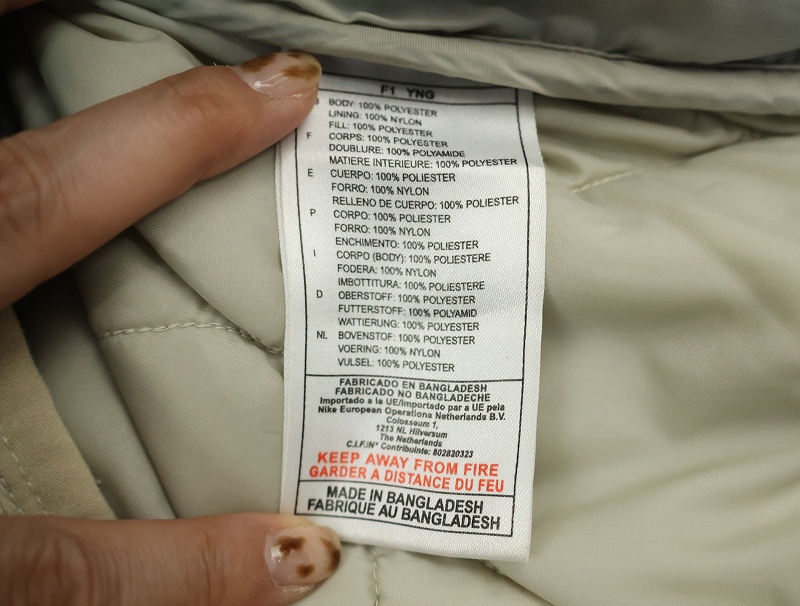 F1 YNG
BODY: 100% POLYESTER
LINING: 100% NYLON
FILL: 100% POLYESTER
F CORPS: 100% POLYESTER
DOUBLURE: 100% POLYAMIDE
MATIERE INTERIEURE: 100% POLYESTER
E CUERPO: 100% POLIESTER
FORRO: 100% NYLON
RELLENO DE CUERPO: 100% POLYESTER
P CORPO: 100% POLIESTER
FORRO: 100% NYLON
ENCHIMENTO: 100% POLIESTER
I CORPO (BODY): 100% POLIESTERE
FODERA: 100% NYLON
IMBOTTITURA: 100% POLIESTERE
D OBERSTOFF: 100% POLYESTER
FUTTERSTOFF: 100% POLYAMID
WATTIERUNG: 100% POLYESTER
NL BOVENSTOF: 100% POLYESTER
VOERING: 100% NYLON
VULSEL: 100% POLYESTER
FABRICADO EN BANGLADESH
FABRICADO NO BANGLADECHE
Importado a la UE/Importado par a UE pela
Nike European Operations Netherlands B.V.
Colosseum 1,
1213 NL Hilversum
The Netherlands
C.I.F./N° Contribuinte: 802820323
KEEP AWAY FROM FIRE
GARDER A DISTANCE DU FEU
MADE IN BANGLADESH
FABRIQUE AU BANGLADESH